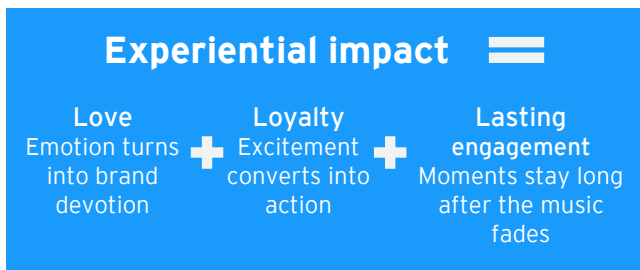 Experiential impact =
Love
Emotion turns
into brand
devotion
+
Loyalty
Excitement
converts into
action
+
Lasting
engagement
Moments stay long
after the music
fades